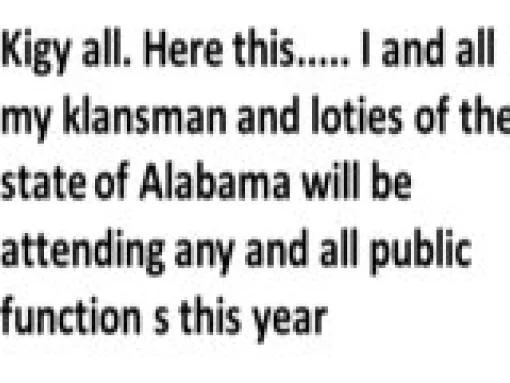 Kigy all. Here this..... I and all
my klansman and loties of the
state of Alabama will be
attending any and all public
function s this year